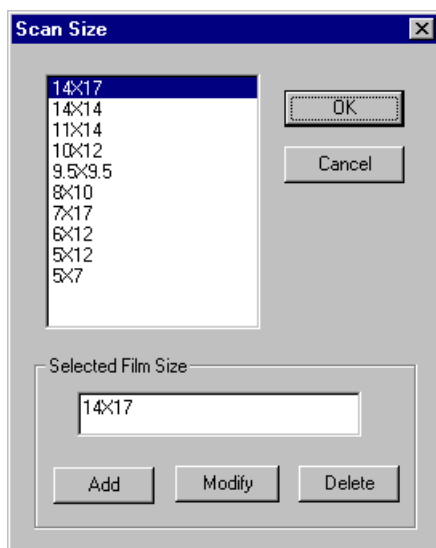 Scan Size
14X17
14X14
11X14
10X12
9.5X9.5
8X10
7X17
6X12
5X12
5X7
OK
Cancel
Selected Film Size
14X17
Add
Modify
Delete